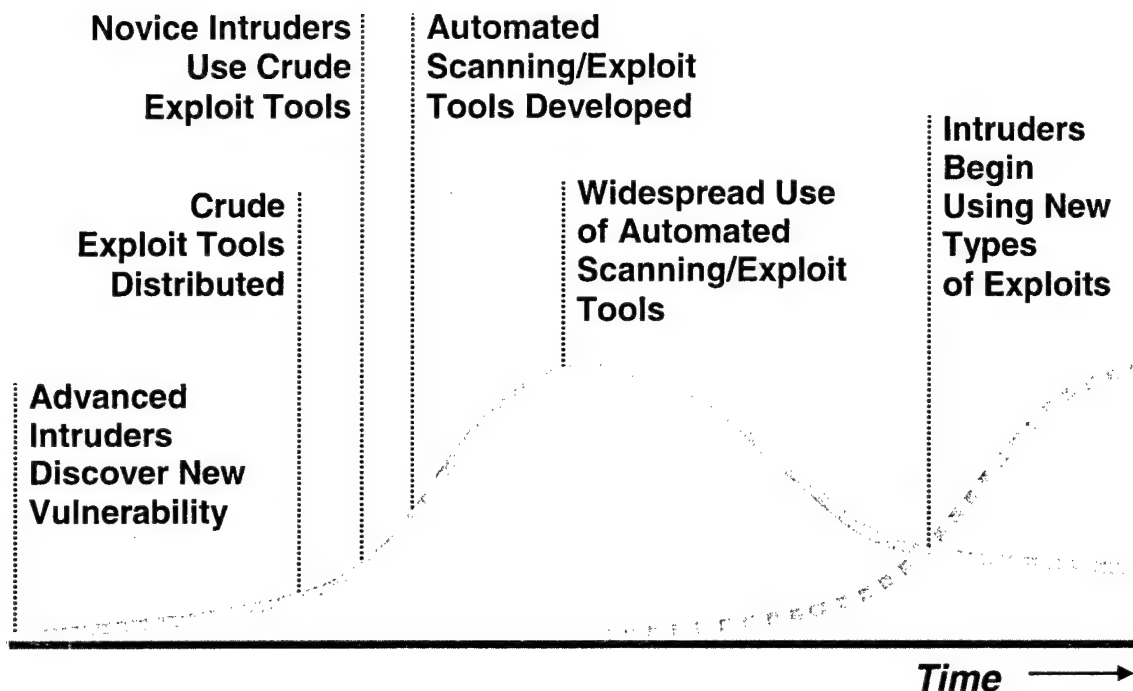 Novice Intruders
Use Crude
Exploit Tools
Automated
Scanning/Exploit
Tools Developed
Intruders
Begin
Using New
Types
of Exploits
Crude
Exploit Tools
Distributed
Widespread Use
of Automated
Scanning/Exploit
Tools
Advanced
Intruders
Discover New
Vulnerability
Time